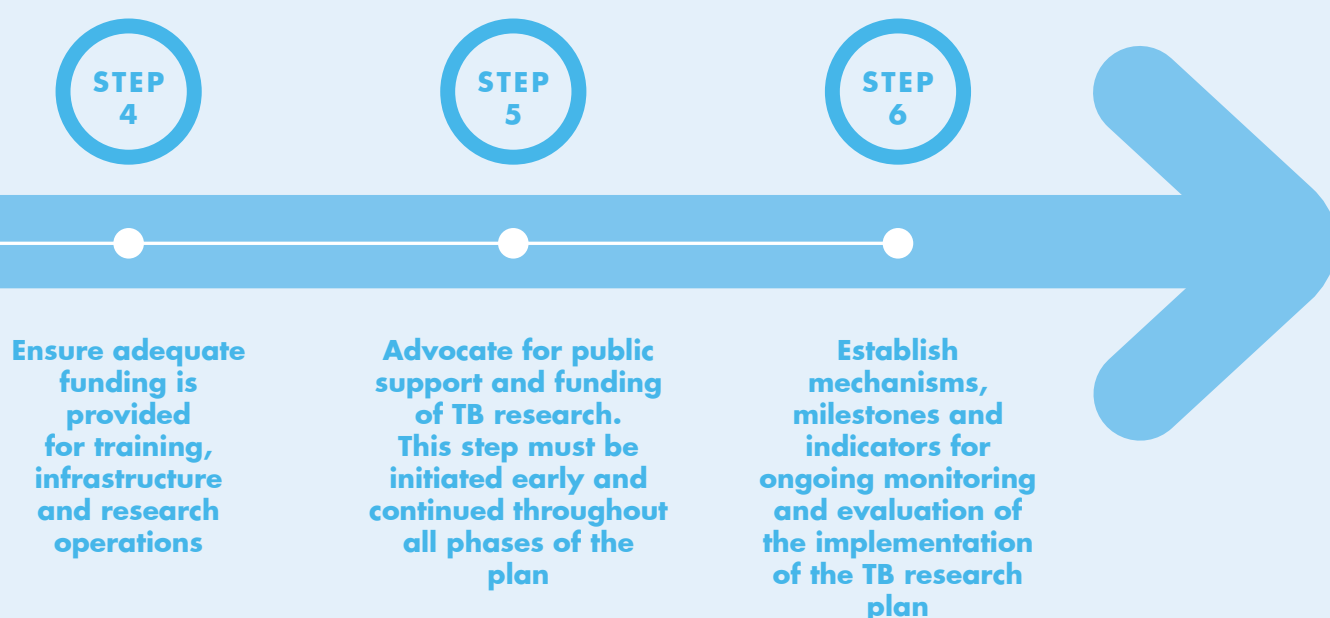 STEP
4
STEP
5
STEP
6
Ensure adequate
funding is
provided
for training,
infrastructure
and research
operations
Advocate for public
support and funding
of TB research.
This step must be
initiated early and
continued throughout
all phases of the
plan
Establish
mechanisms,
milestones and
indicators for
ongoing monitoring
and evaluation of
the implementation
of the TB research
plan